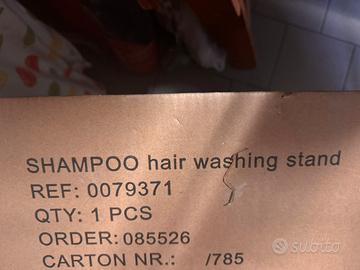 SHAMPOO hair washing stand
REF: 0079371
QTY: 1 PCS
ORDER: 085526
CARTON NR.: /785
subito